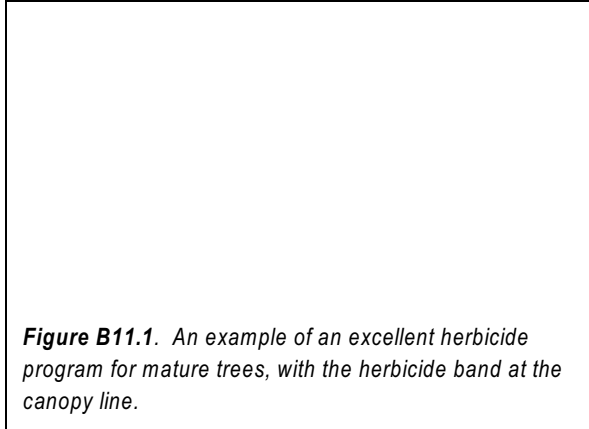 Figure B11.1. An example of an excellent herbicide
program for mature trees, with the herbicide band at the
canopy line.